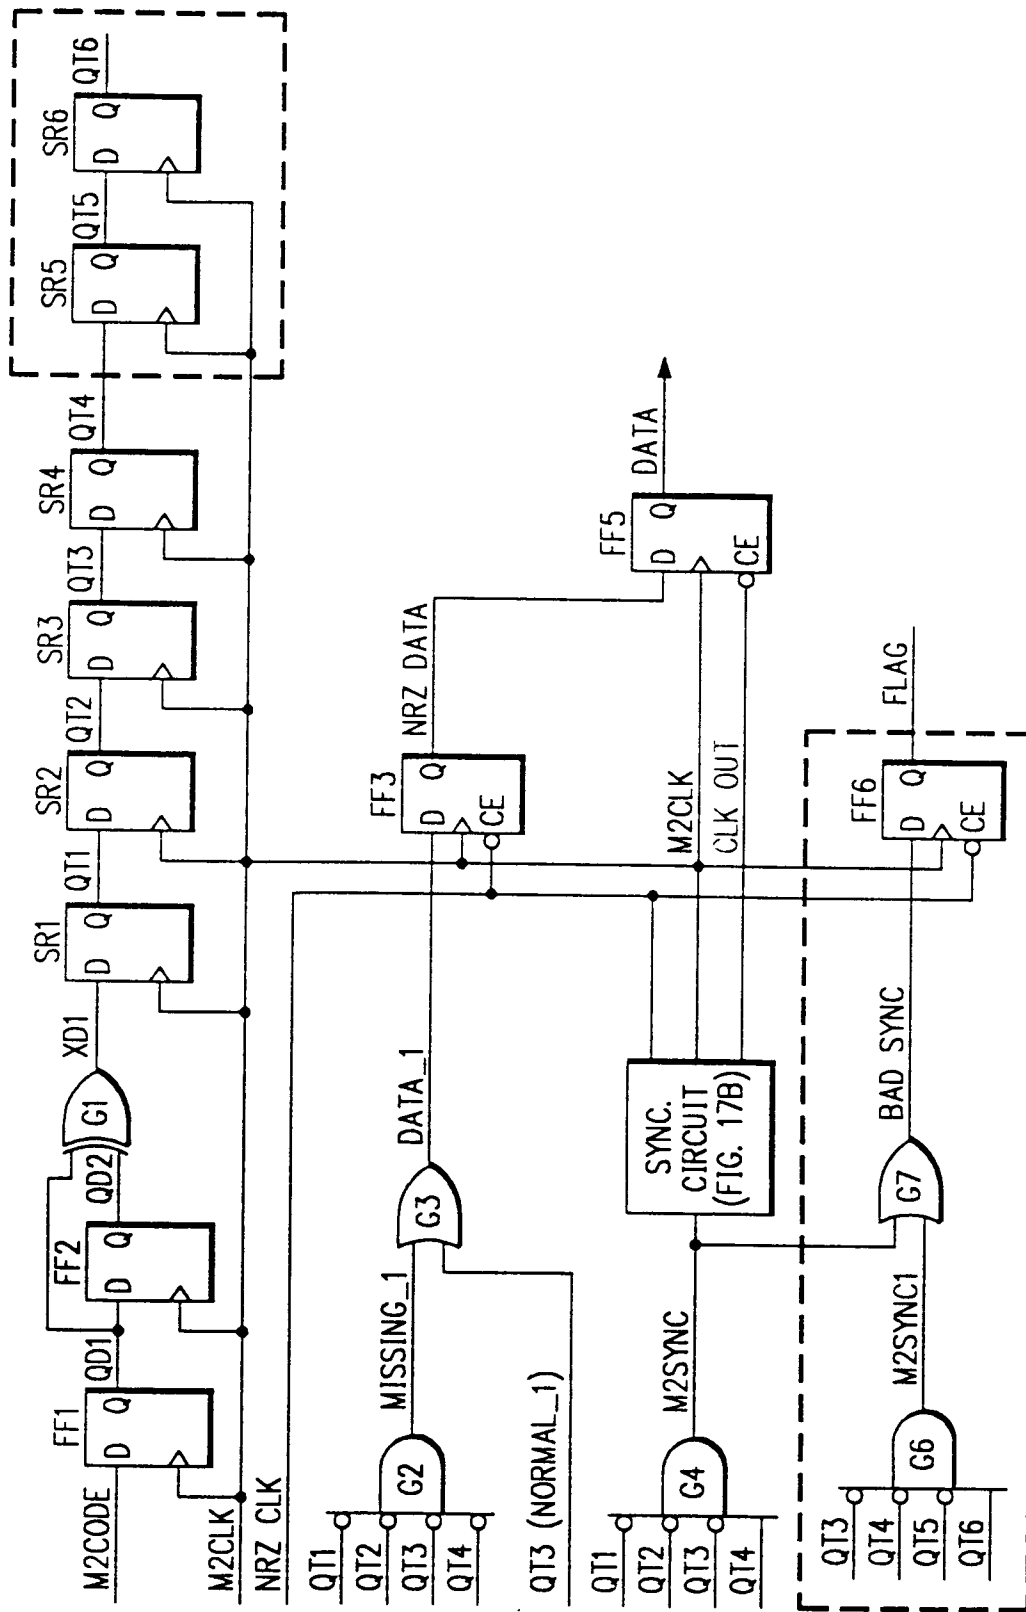 M2CODE
FF1
D Q
QD1
FF2
D Q
QD2
G1
XD1
SR1
D Q
QT1
SR2
D Q
QT2
SR3
D Q
QT3
SR4
D Q
QT4
SR5
D Q
QT5
SR6
D Q
QT6
M2CLK
NRZ CLK
QT1
QT2
QT3
QT4
G2
MISSING_1
QT3 (NORMAL_1)
G3
DATA_1
FF3
D Q
CE
NRZ DATA
FF5
D Q
CE
DATA
QT1
QT2
QT3
QT4
G4
M2SYNC
SYNC.
CIRCUIT
(FIG. 17B)
M2CLK
CLK OUT
QT3
QT4
QT5
QT6
G6
M2SYNC1
G7
BAD SYNC
FF6
D Q
CE
FLAG